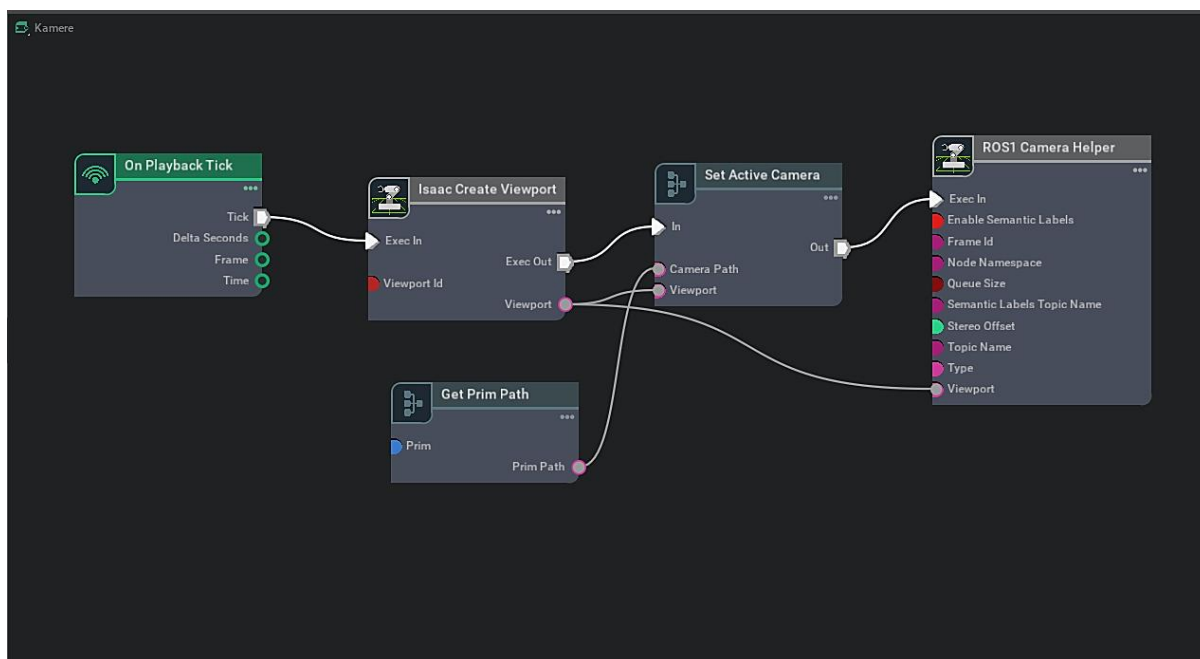 Kamere
On Playback Tick
Tick
Delta Seconds
Frame
Time
Isaac Create Viewport
Exec In
Exec Out
Viewport Id
Viewport
Get Prim Path
Prim
Prim Path
Set Active Camera
In
Out
Camera Path
Viewport
ROS1 Camera Helper
Exec In
Enable Semantic Labels
Frame Id
Node Namespace
Queue Size
Semantic Labels Topic Name
Stereo Offset
Topic Name
Type
Viewport